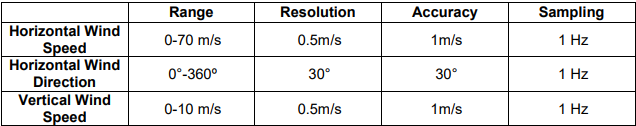 Range Resolution Accuracy Sampling
Horizontal Wind
Speed 0-70 m/s 0.5m/s 1m/s 1 Hz
Horizontal Wind
Direction 0°-360º 30° 30° 1 Hz
Vertical Wind
Speed 0-10 m/s 0.5m/s 1m/s 1 Hz